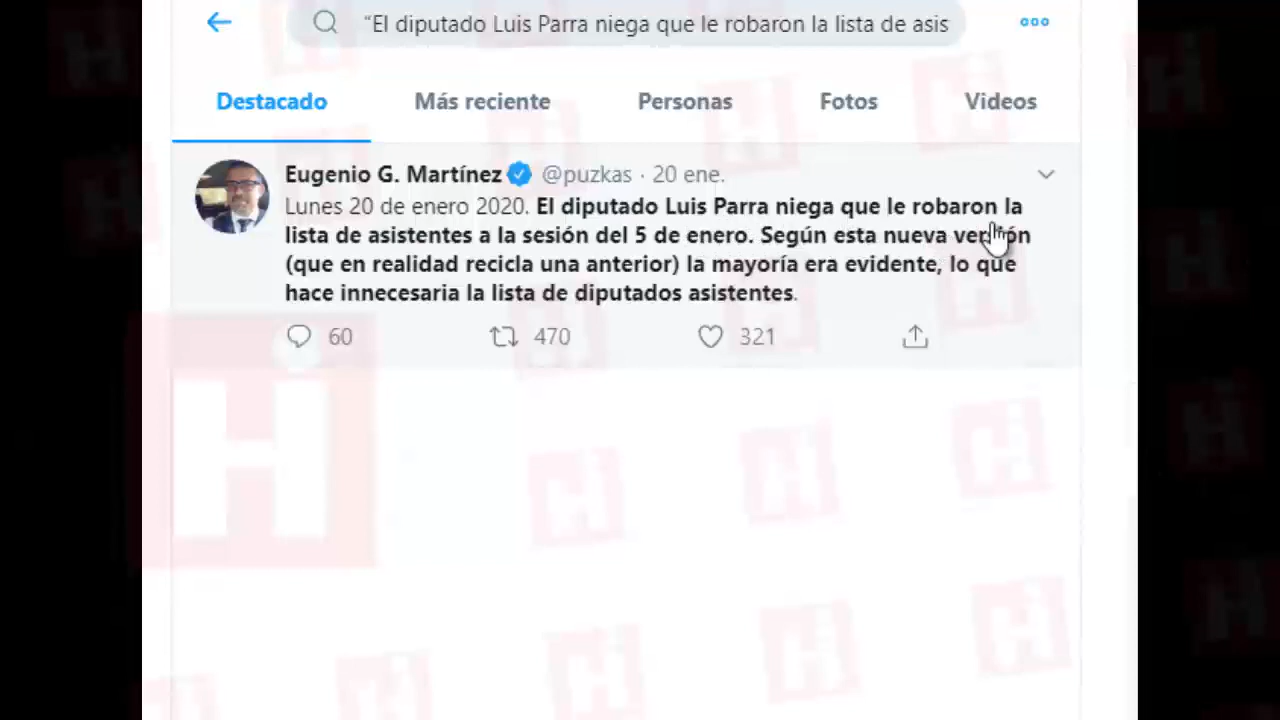 “El diputado Luis Parra niega que le robaron la lista de asis
Destacado Más reciente Personas Fotos Videos
Eugenio G. Martínez @puzkas · 20 ene.
Lunes 20 de enero 2020. El diputado Luis Parra niega que le robaron la
lista de asistentes a la sesión del 5 de enero. Según esta nueva versión
(que en realidad recicla una anterior) la mayoría era evidente, lo que
hace innecesaria la lista de diputados asistentes.
60 470 321